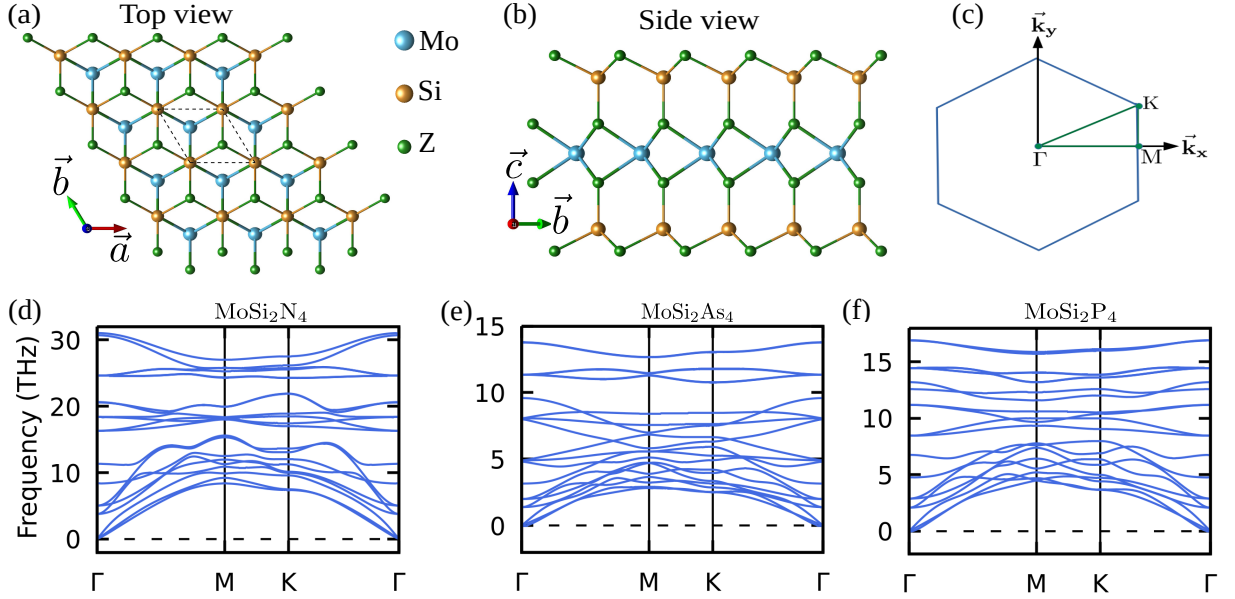 (a) Top view
Mo
Si
Z
b
a
(b) Side view
c
b
(c)
k_y
K
Γ
M
k_x
(d) MoSi₂N₄
Frequency (THz)
30
20
10
0
Γ M K Γ
(e) MoSi₂As₄
15
10
5
0
Γ M K Γ
(f) MoSi₂P₄
15
10
5
0
Γ M K Γ